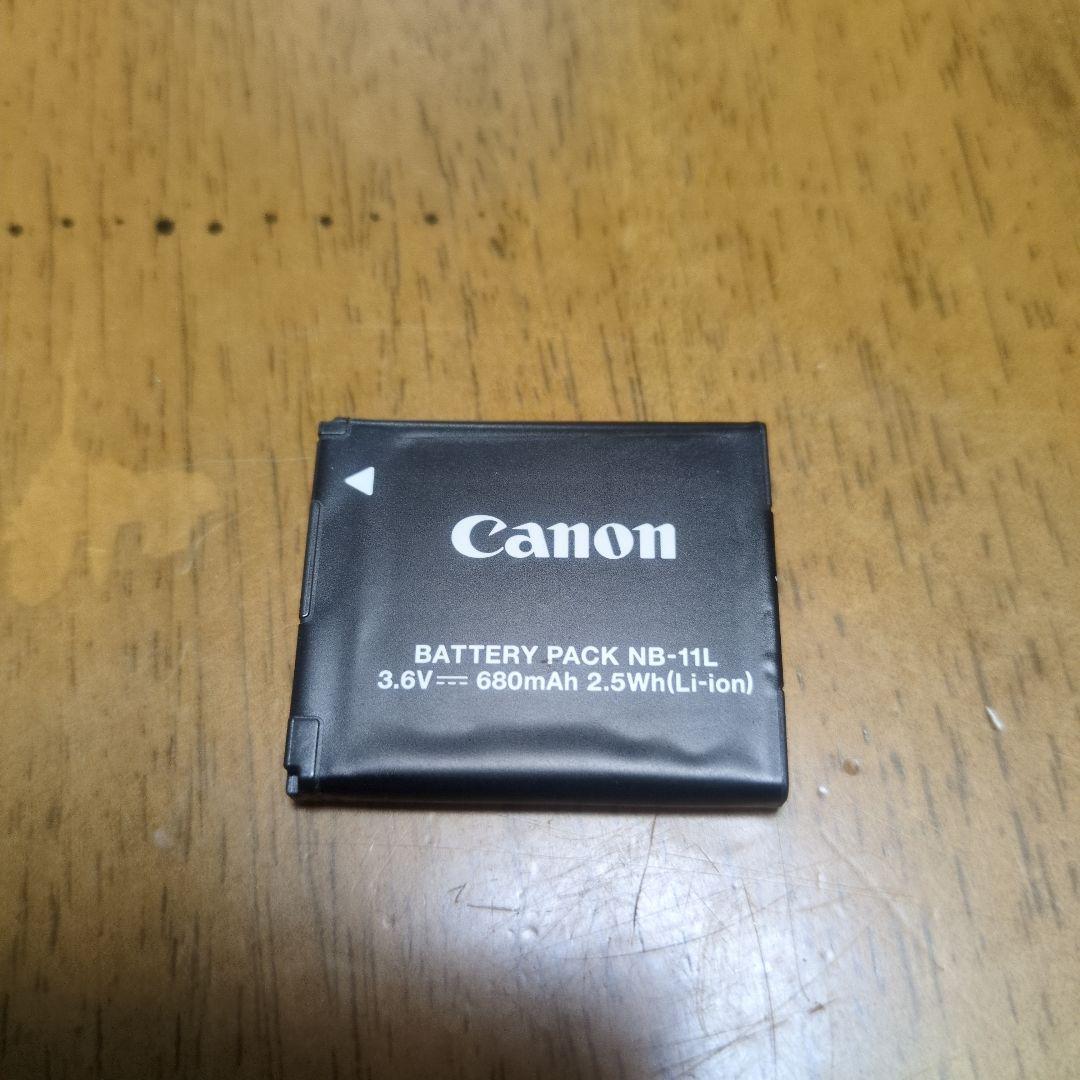 Canon
BATTERY PACK NB-11L
3.6V⎓ 680mAh 2.5Wh(Li-ion)